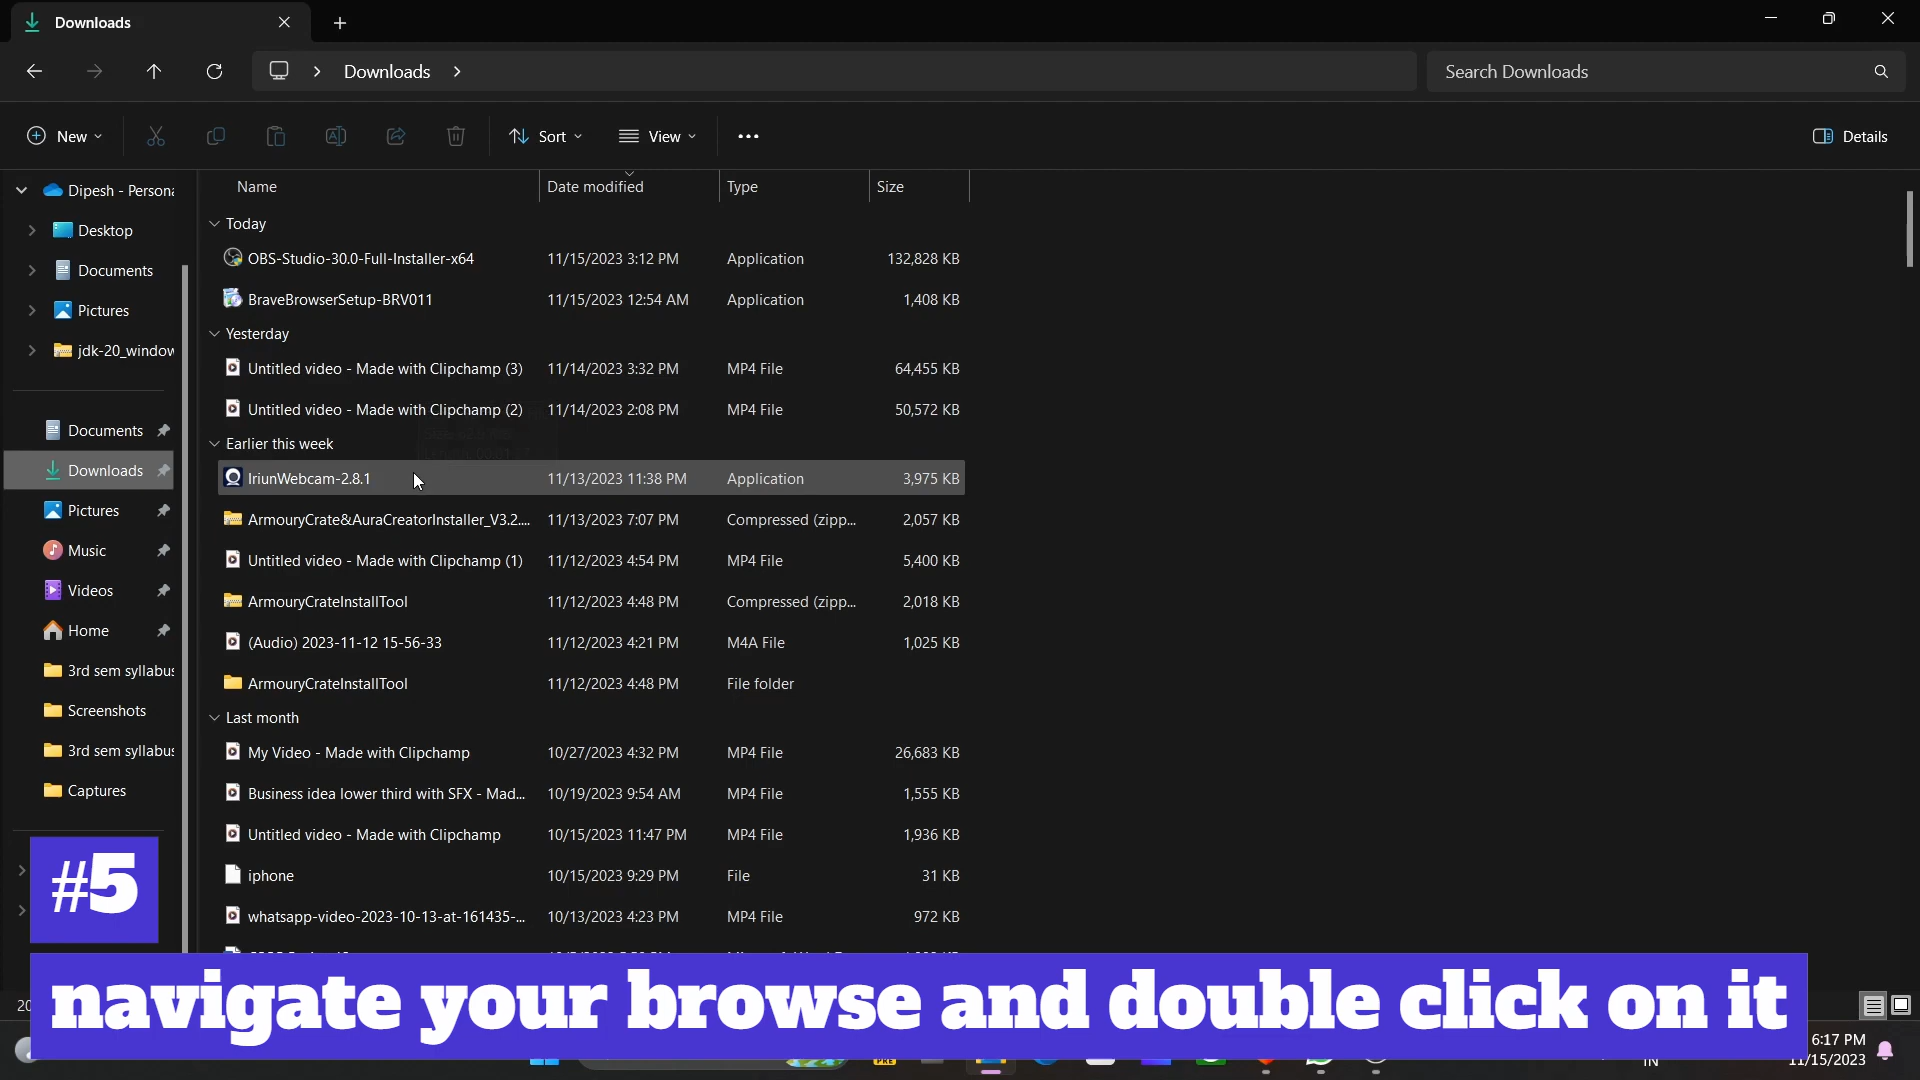 Downloads
Downloads
Search Downloads
New
Sort
View
Details
Dipesh - Persona
Desktop
Documents
Pictures
jdk-20_window
Documents
Downloads
Pictures
Music
Videos
Home
3rd sem syllabus
Screenshots
3rd sem syllabus
Captures
Name Date modified Type Size
Today
OBS-Studio-30.0-Full-Installer-x64 11/15/2023 3:12 PM Application 132,828 KB
BraveBrowserSetup-BRV011 11/15/2023 12:54 AM Application 1,408 KB
Yesterday
Untitled video - Made with Clipchamp (3) 11/14/2023 3:32 PM MP4 File 64,455 KB
Untitled video - Made with Clipchamp (2) 11/14/2023 2:08 PM MP4 File 50,572 KB
Earlier this week
IriunWebcam-2.8.1 11/13/2023 11:38 PM Application 3,975 KB
ArmouryCrate&AuraCreatorInstaller_V3.2.... 11/13/2023 7:07 PM Compressed (zipp... 2,057 KB
Untitled video - Made with Clipchamp (1) 11/12/2023 4:54 PM MP4 File 5,400 KB
ArmouryCrateInstallTool 11/12/2023 4:48 PM Compressed (zipp... 2,018 KB
(Audio) 2023-11-12 15-56-33 11/12/2023 4:21 PM M4A File 1,025 KB
ArmouryCrateInstallTool 11/12/2023 4:48 PM File folder
Last month
My Video - Made with Clipchamp 10/27/2023 4:32 PM MP4 File 26,683 KB
Business idea lower third with SFX - Mad... 10/19/2023 9:54 AM MP4 File 1,555 KB
Untitled video - Made with Clipchamp 10/15/2023 11:47 PM MP4 File 1,936 KB
iphone 10/15/2023 9:29 PM File 31 KB
whatsapp-video-2023-10-13-at-161435-... 10/13/2023 4:23 PM MP4 File 972 KB
#5
navigate your browse and double click on it
PRE
IN
6:17 PM
11/15/2023